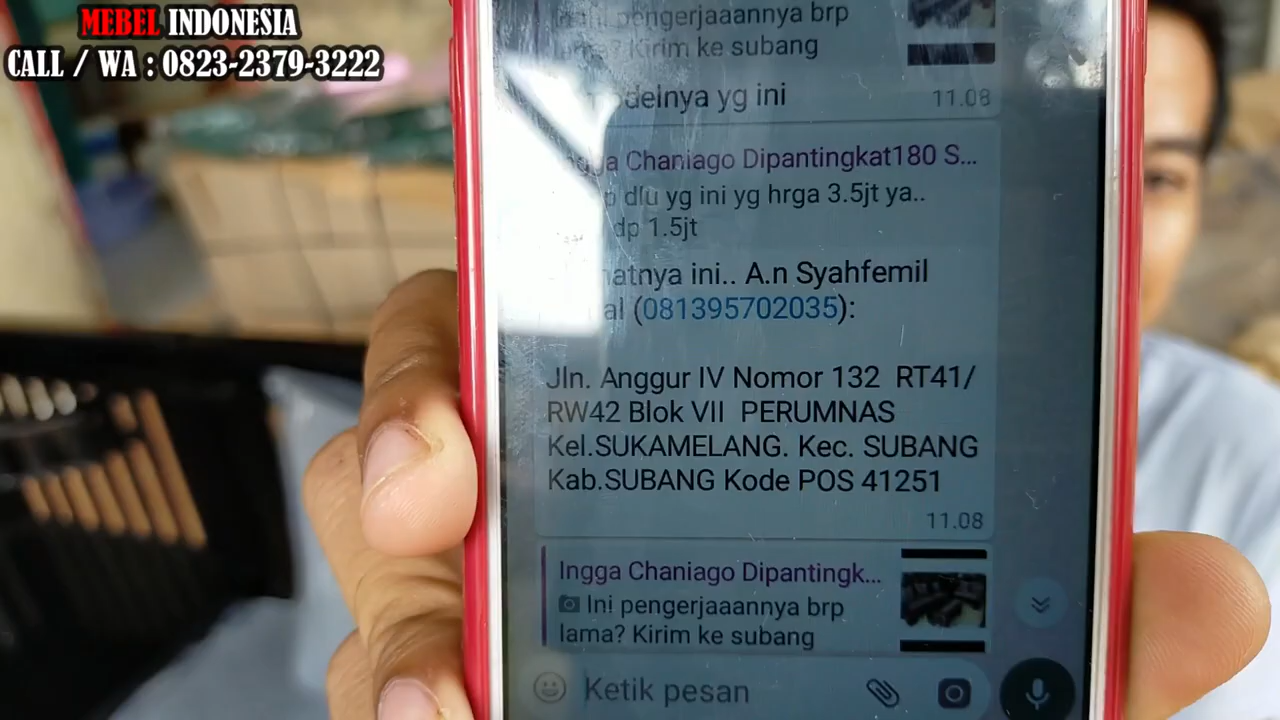 MEBEL INDONESIA
CALL / WA : 0823-2379-3222
pengerjaaannya brp
lama? Kirim ke subang
yg ini
11.08
Chaniago Dipantingkat180 S...
dlu yg ini yg hrga 3.5jt ya..
dp 1.5jt
ini.. A.n Syahfemil
(081395702035):
Jln. Anggur IV Nomor 132 RT41/
RW42 Blok VII PERUMNAS
Kel.SUKAMELANG. Kec. SUBANG
Kab.SUBANG Kode POS 41251
11.08
Ingga Chaniago Dipantingk...
Ini pengerjaaannya brp
lama? Kirim ke subang
Ketik pesan